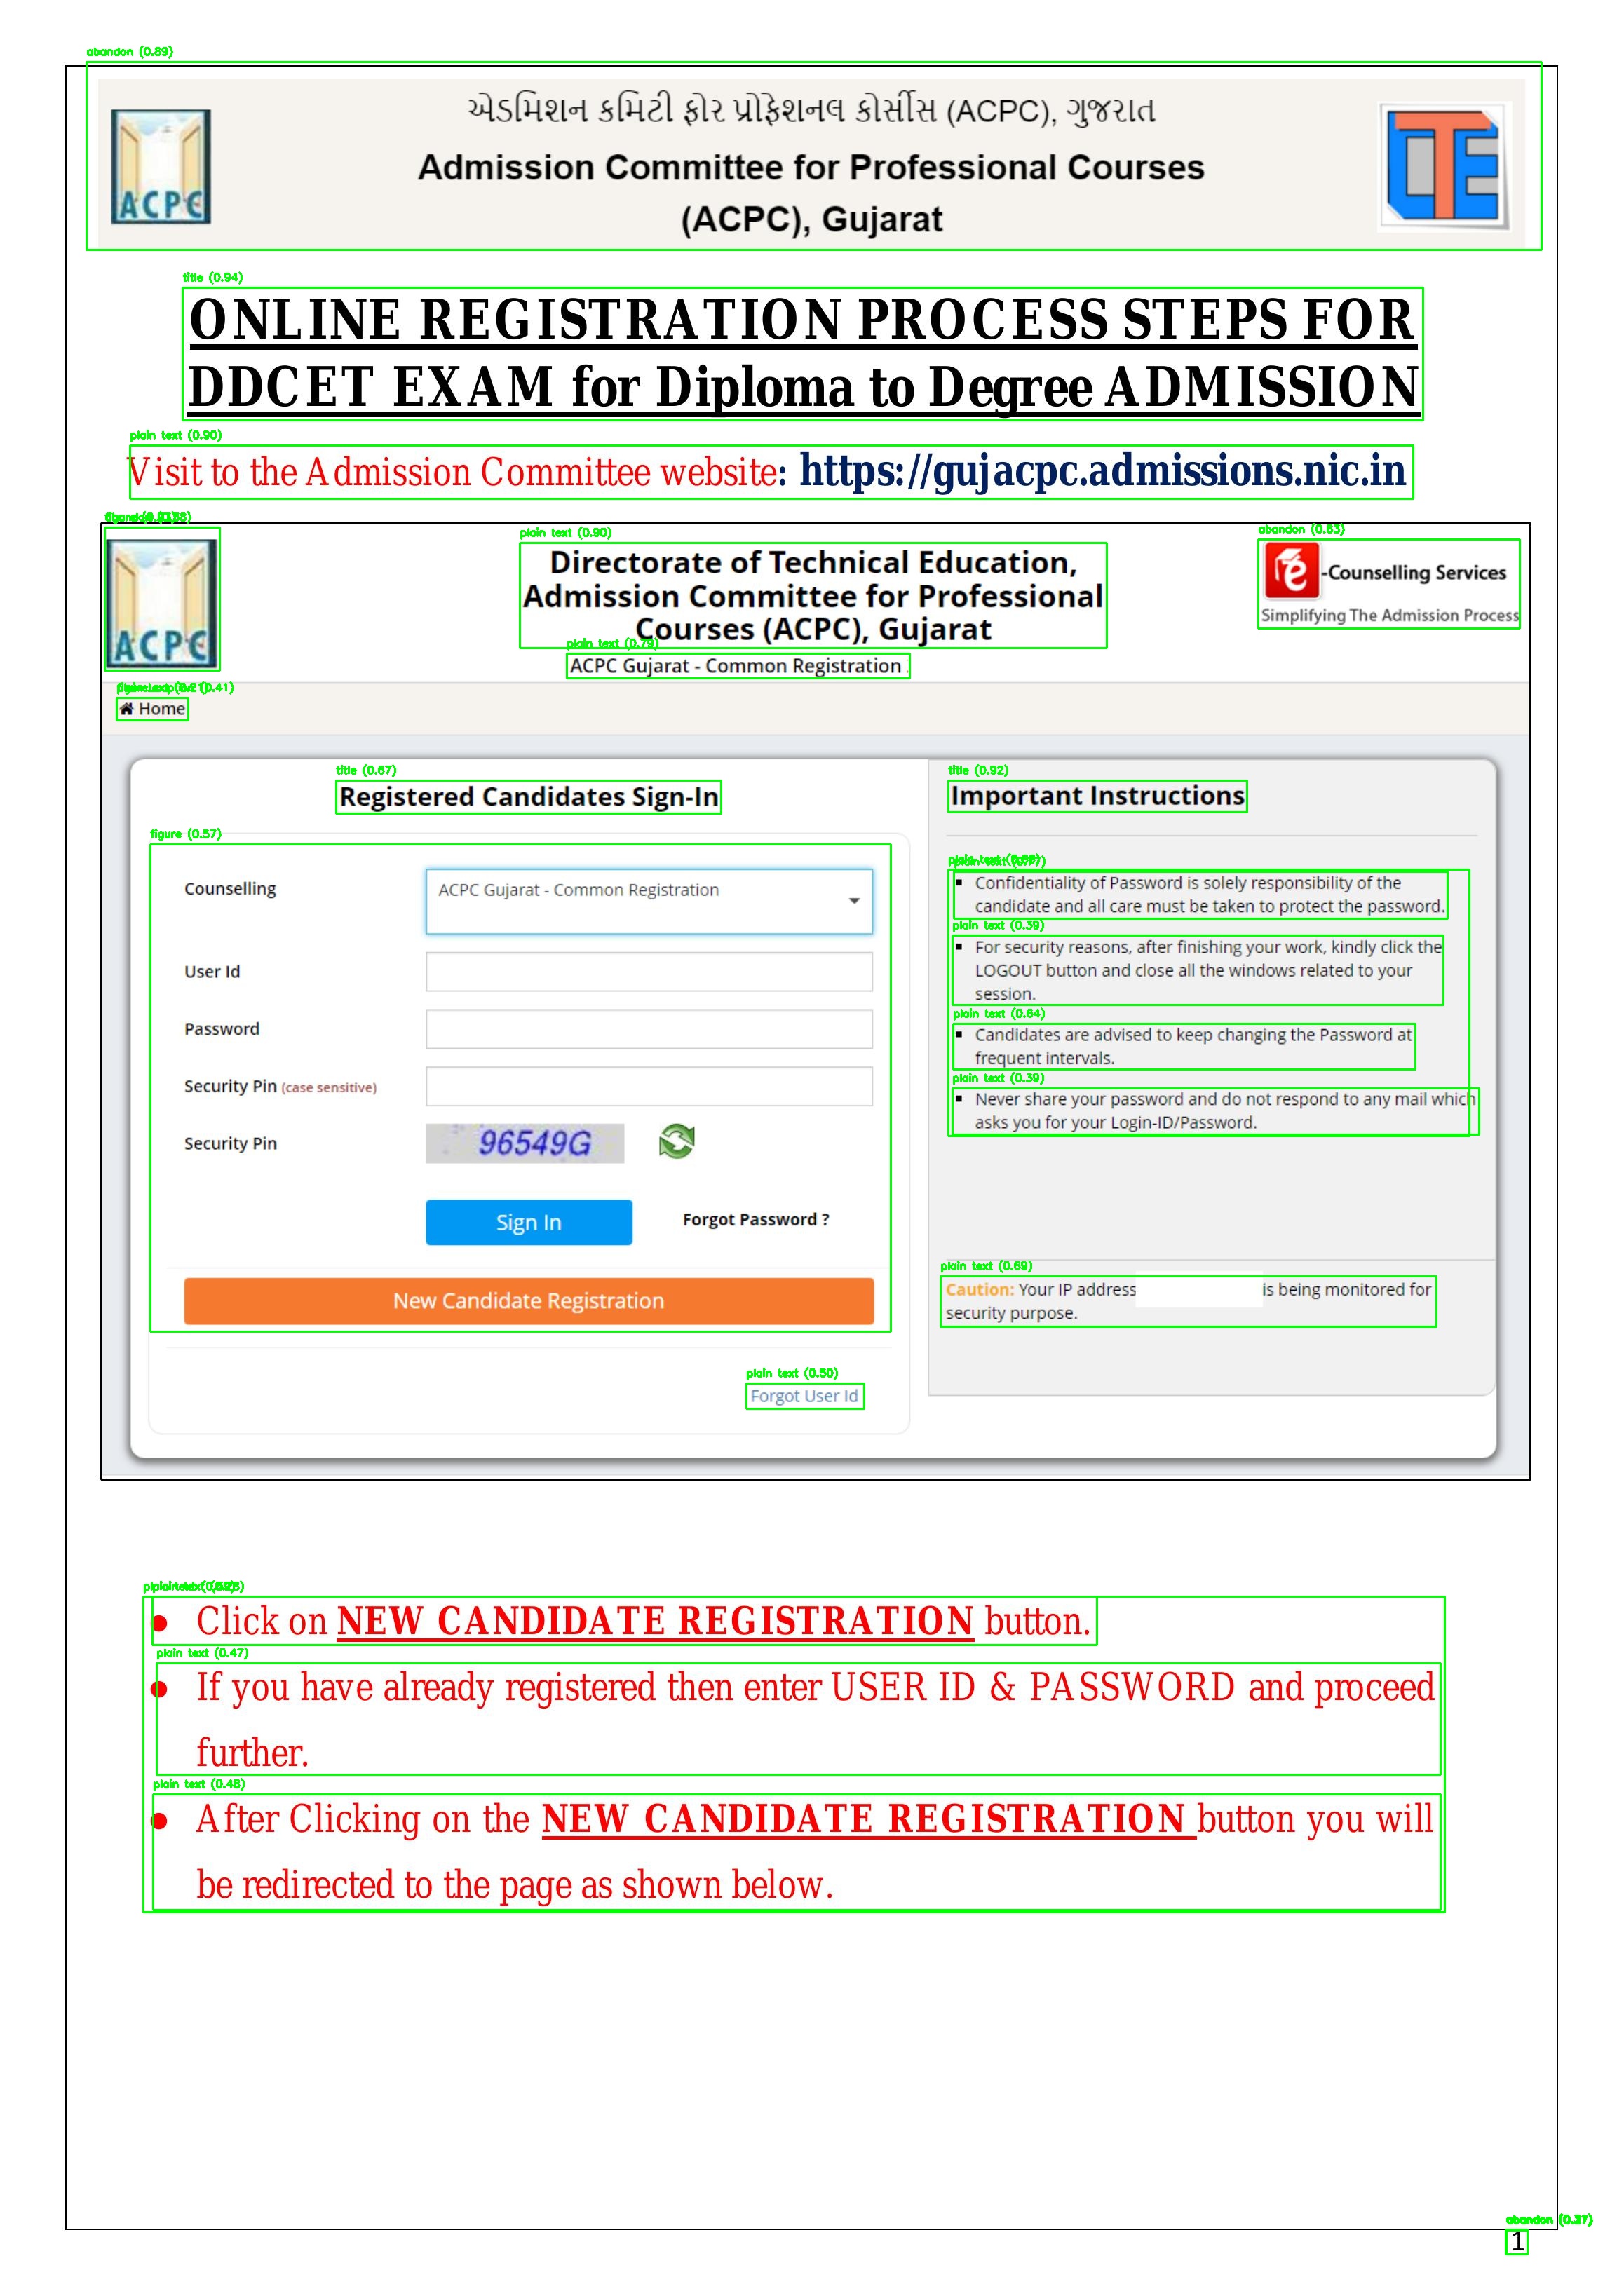 abandon (0.89)
એડમિશન કમિટી ફોર પ્રોફેશનલ કોર્સીસ (ACPC), ગુજરાત
ACPC
Admission Committee for Professional Courses
(ACPC), Gujarat
title (0.94)
ONLINE REGISTRATION PROCESS STEPS FOR
DDCET EXAM for Diploma to Degree ADMISSION
plain text (0.90)
Visit to the Admission Committee website: https://gujacpc.admissions.nic.in
plain text (0.90)
abandon (0.63)
ACPC
Directorate of Technical Education,
Admission Committee for Professional
Courses (ACPC), Gujarat
-Counselling Services
Simplifying The Admission Process
plain text (0.79)
ACPC Gujarat - Common Registration
Home
title (0.67)
Registered Candidates Sign-In
figure (0.57)
Counselling ACPC Gujarat - Common Registration
User Id
Password
Security Pin (case sensitive)
Security Pin 96549G
Sign In Forgot Password ?
New Candidate Registration
plain text (0.50)
Forgot User Id
title (0.92)
Important Instructions
▪ Confidentiality of Password is solely responsibility of the
candidate and all care must be taken to protect the password.
plain text (0.39)
▪ For security reasons, after finishing your work, kindly click the
LOGOUT button and close all the windows related to your
session.
plain text (0.64)
▪ Candidates are advised to keep changing the Password at
frequent intervals.
plain text (0.39)
▪ Never share your password and do not respond to any mail which
asks you for your Login-ID/Password.
plain text (0.69)
Caution: Your IP address is being monitored for
security purpose.
● Click on NEW CANDIDATE REGISTRATION button.
plain text (0.47)
● If you have already registered then enter USER ID & PASSWORD and proceed
further.
plain text (0.48)
● After Clicking on the NEW CANDIDATE REGISTRATION button you will
be redirected to the page as shown below.
abandon
1